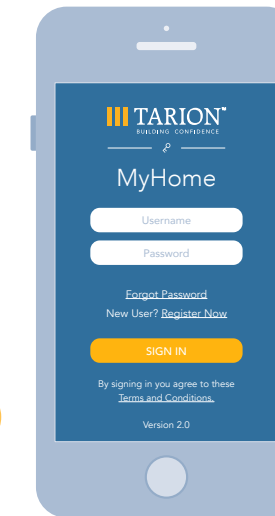 TARION™
BUILDING CONFIDENCE
MyHome
Username
Password
Forgot Password
New User? Register Now
SIGN IN
By signing in you agree to these
Terms and Conditions.
Version 2.0